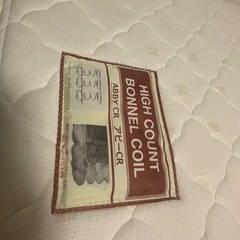 HIGH COUNT
BONNEL COIL
ABBY CR アビーCR